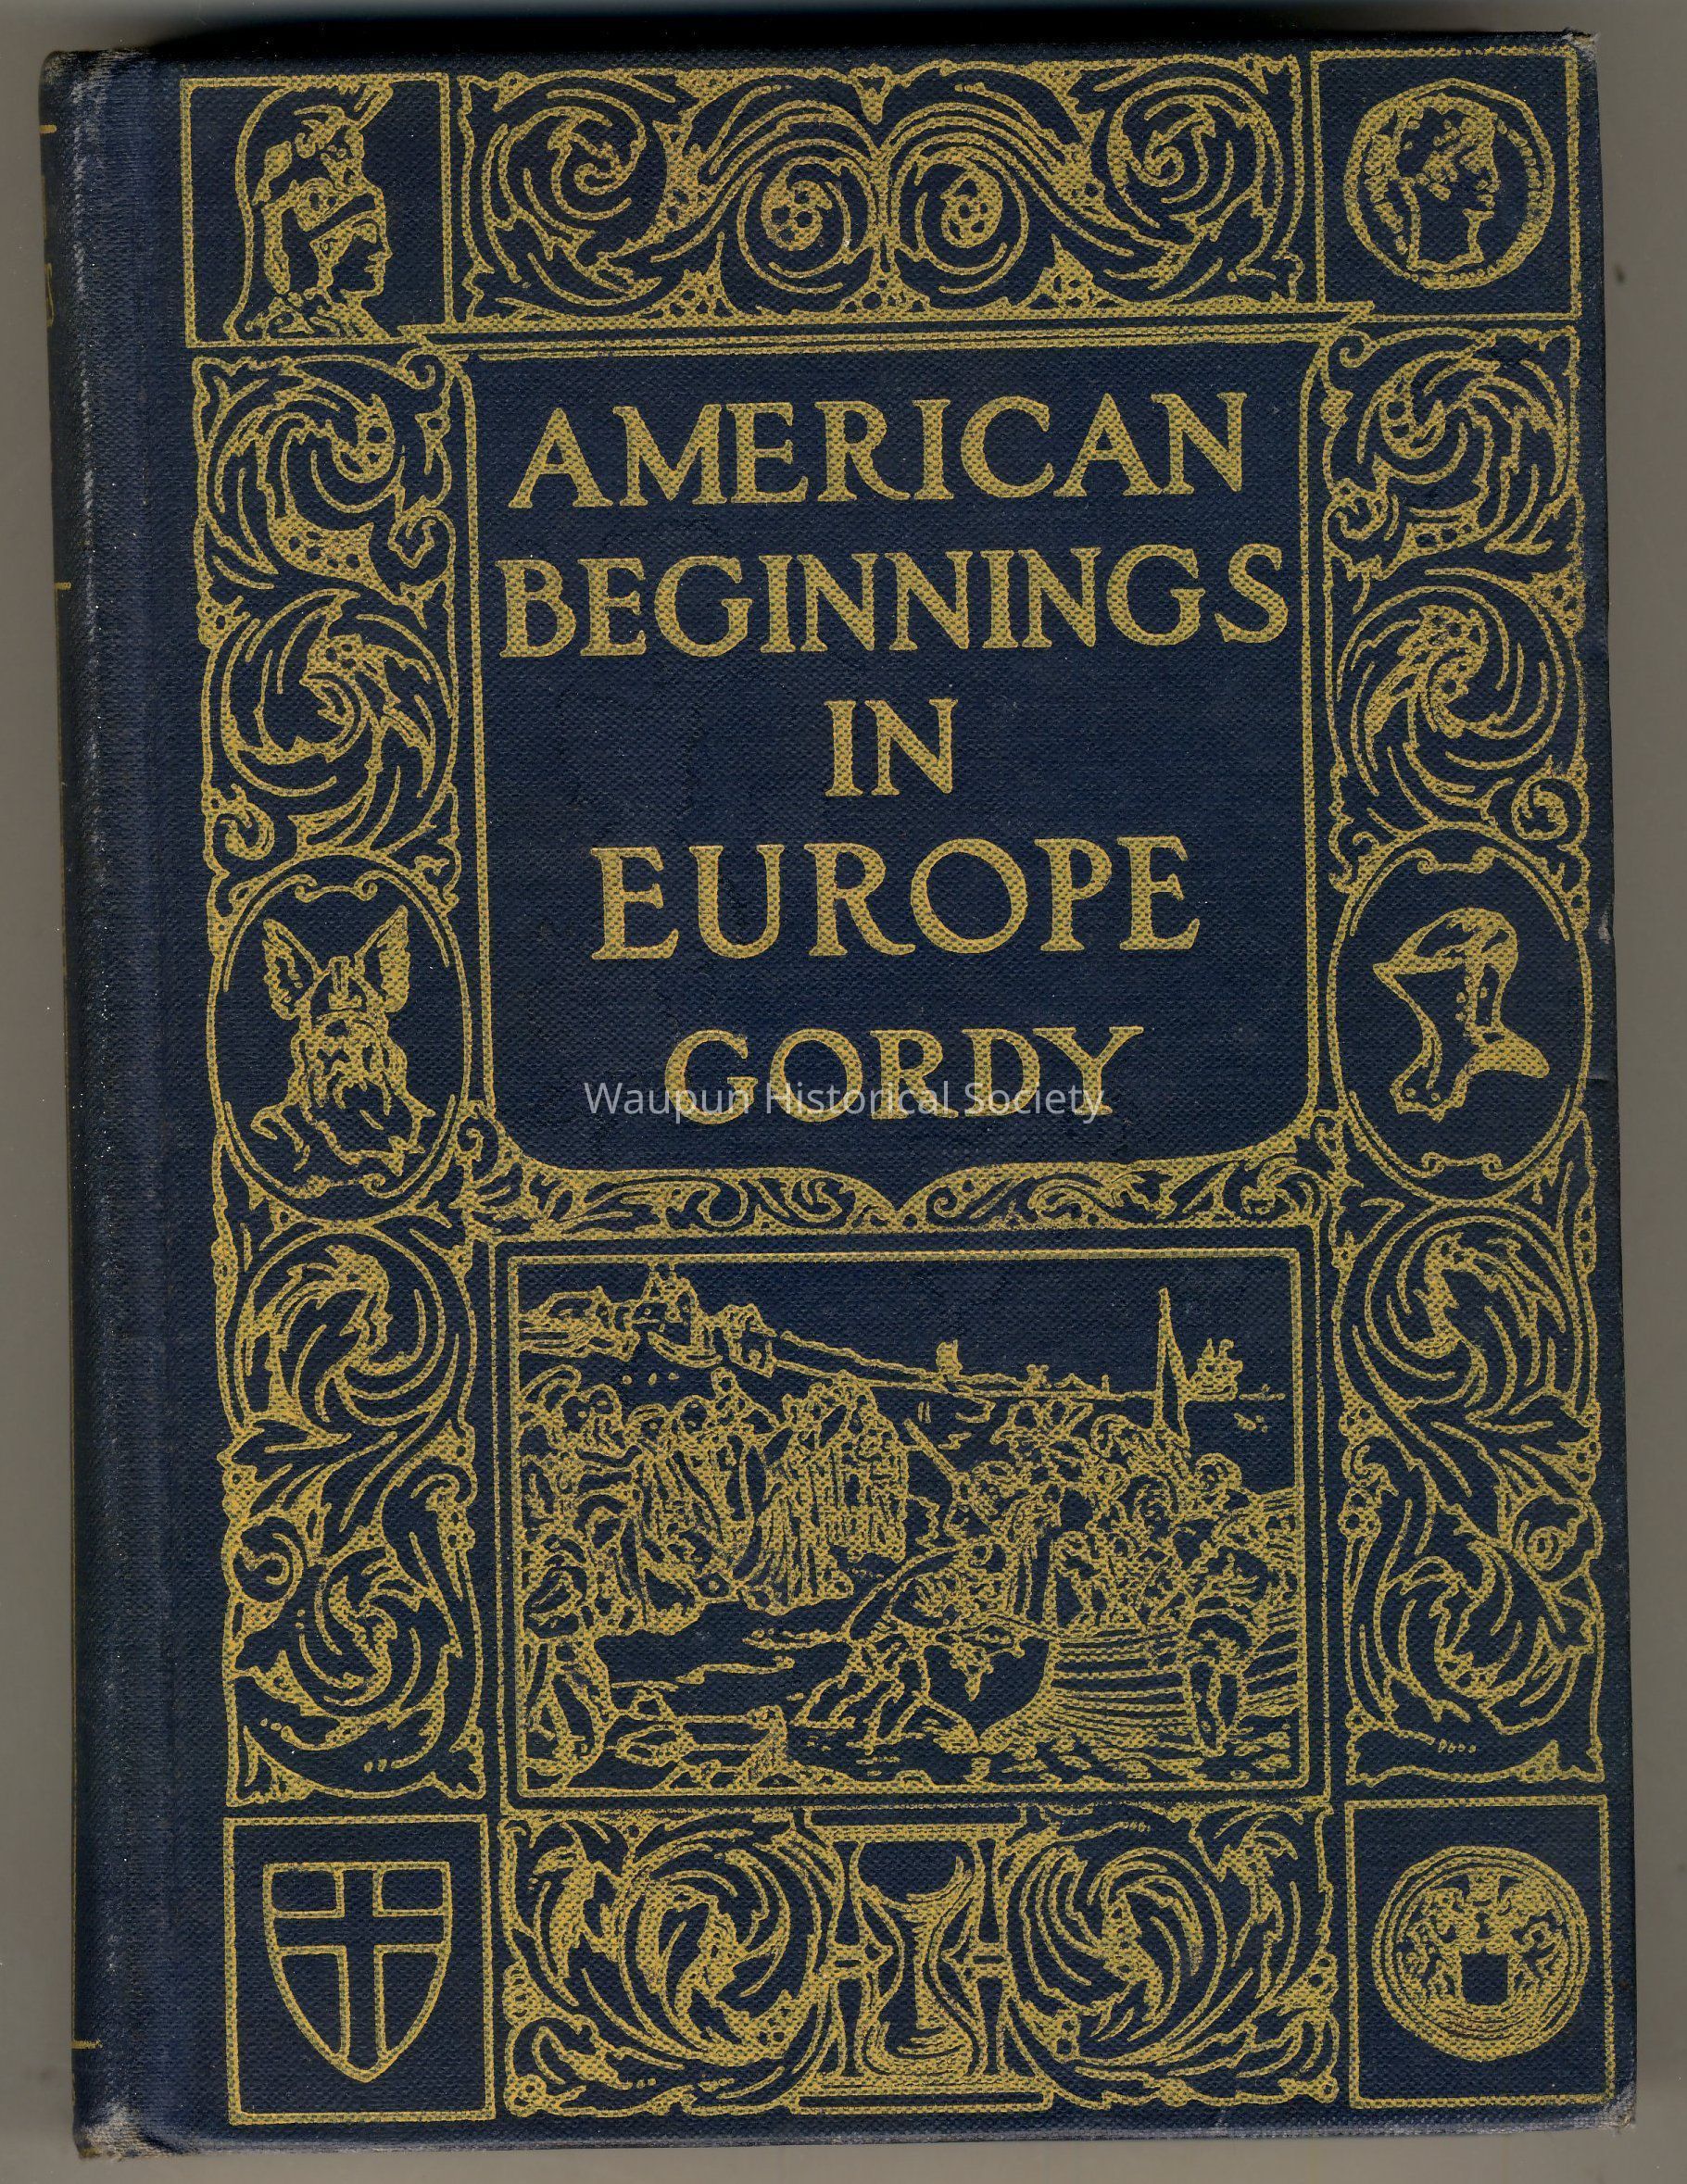 AMERICAN
BEGINNINGS
IN
EUROPE
GORDY
Waupun Historical Society